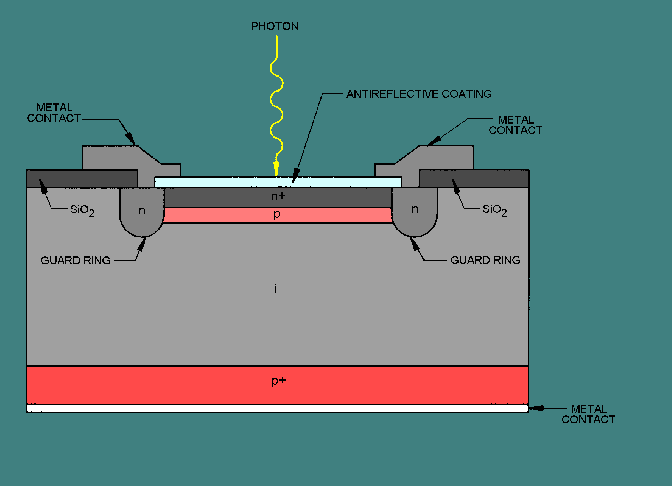 PHOTON
ANTIREFLECTIVE COATING
METAL
CONTACT
METAL
CONTACT
SiO2
n
n+
p
n
SiO2
GUARD RING
GUARD RING
i
p+
METAL
CONTACT